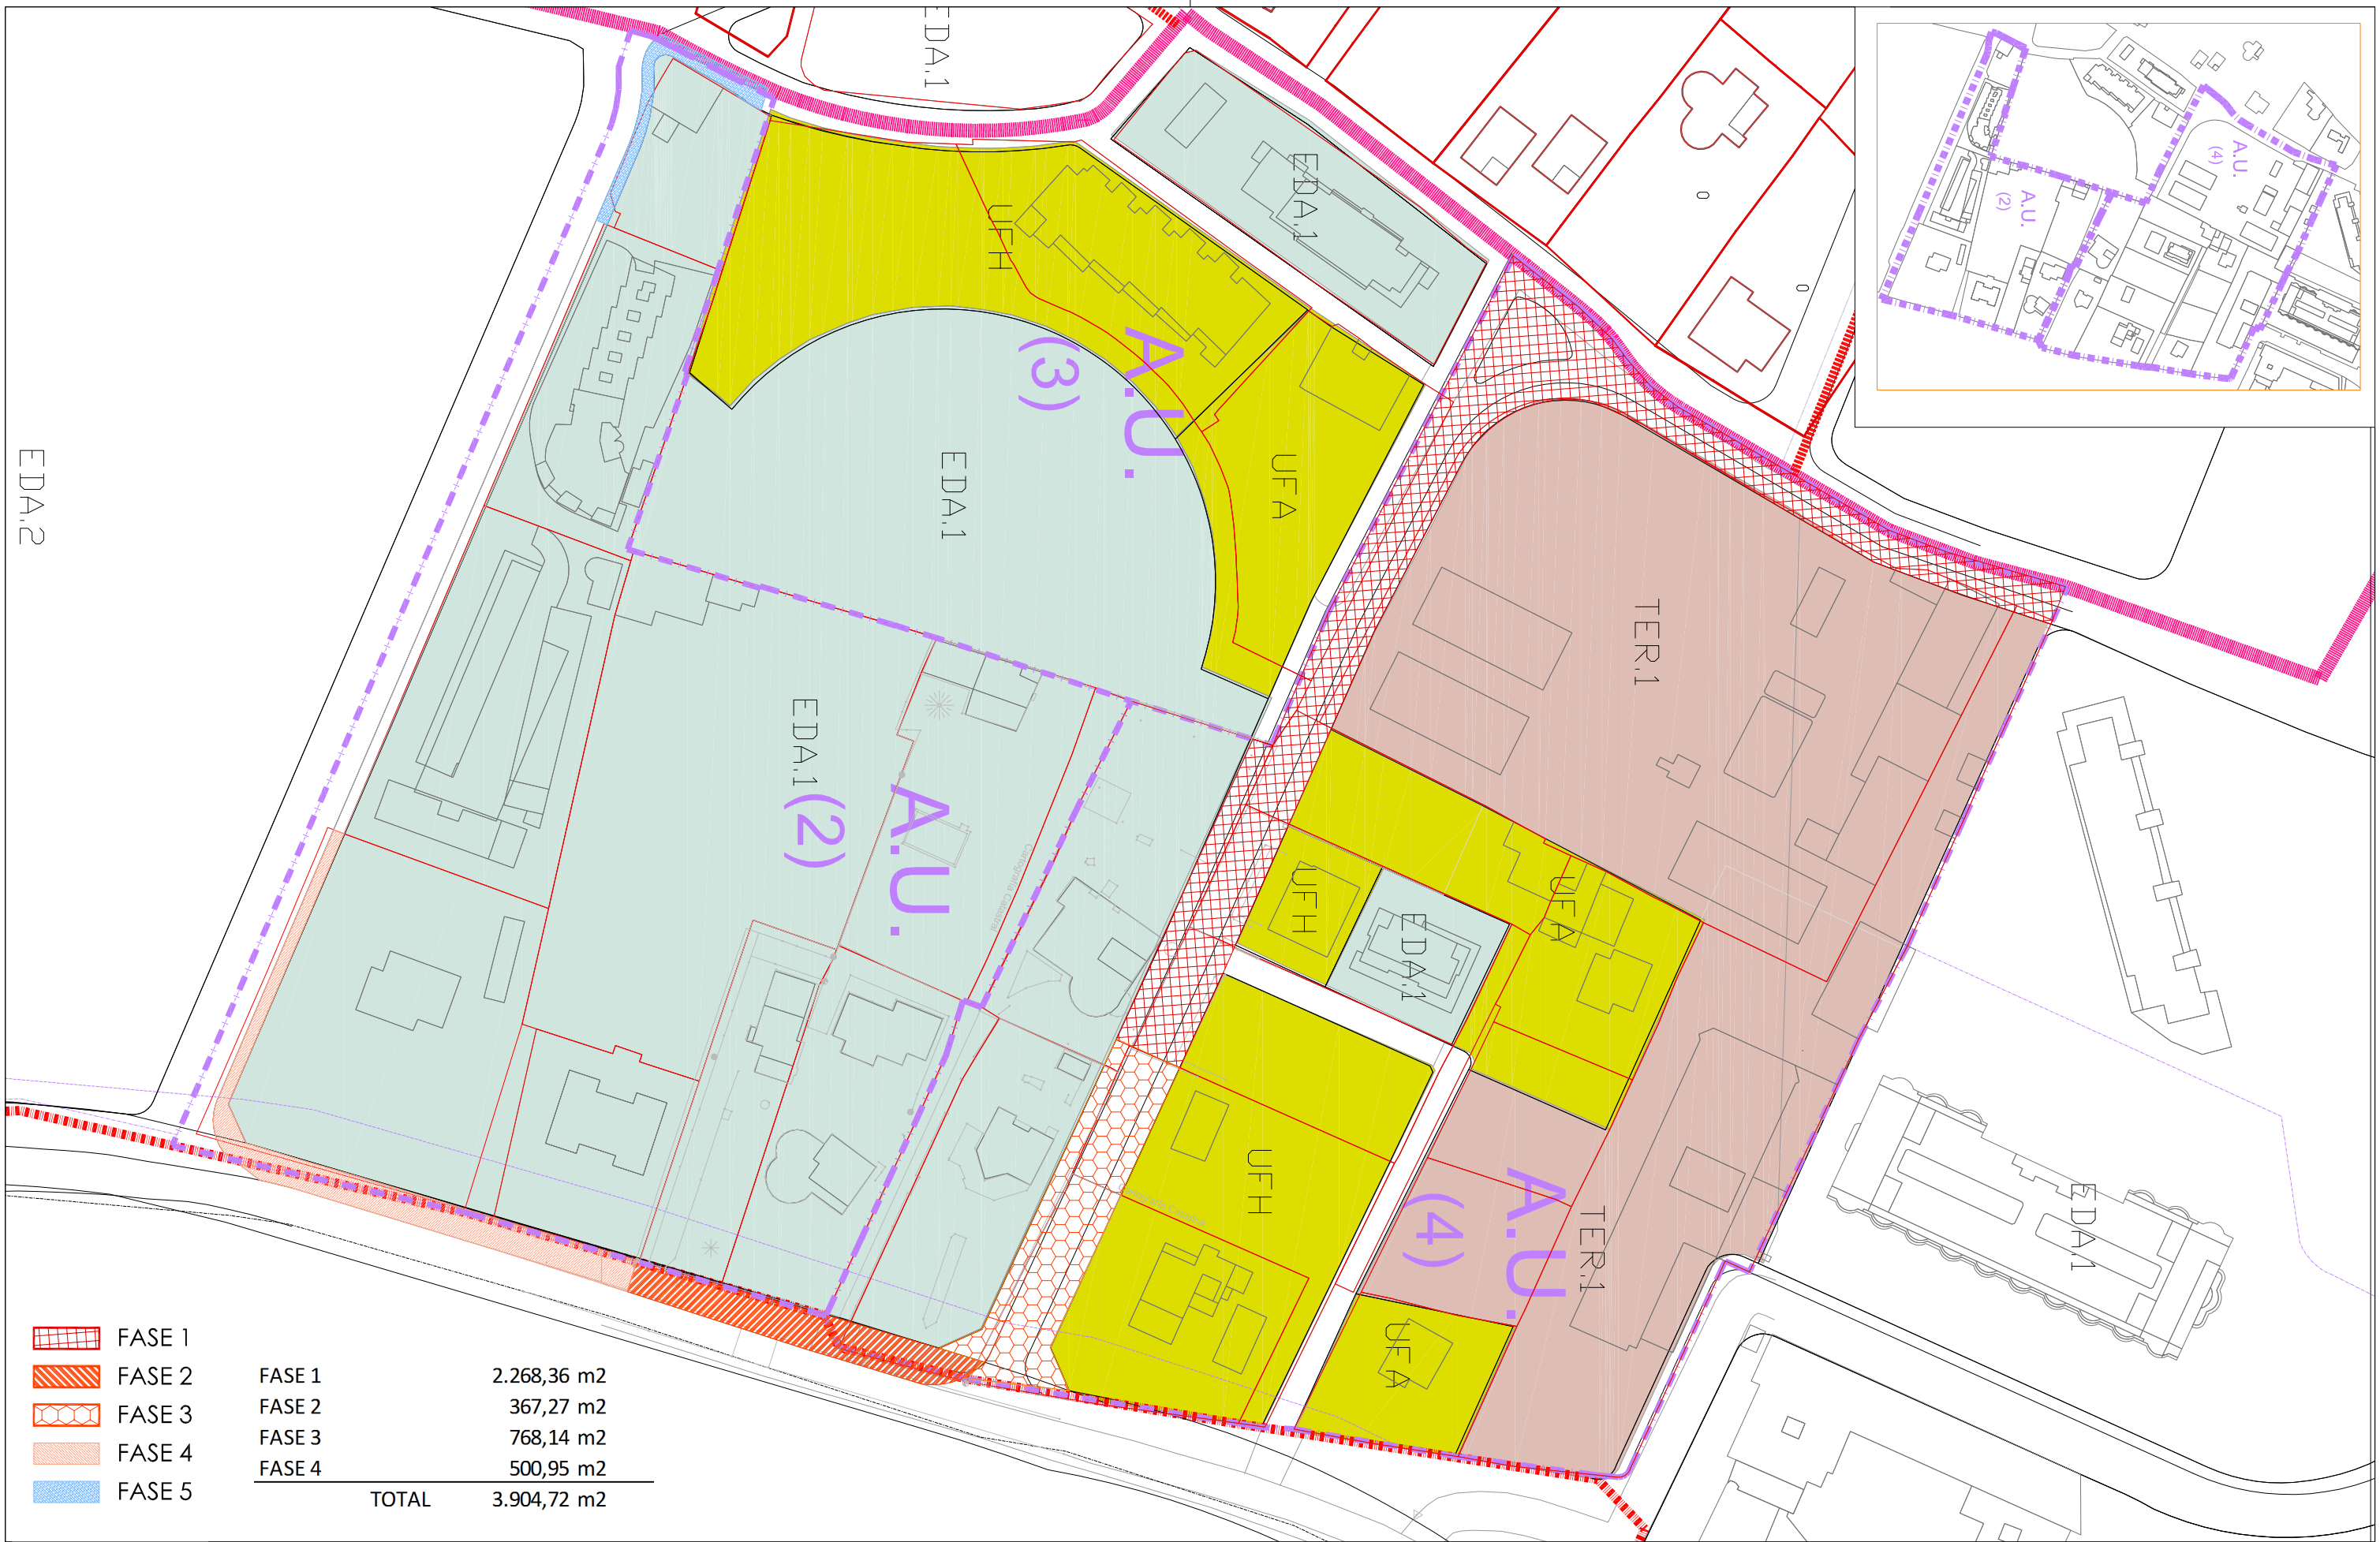 EDA.1
EDA.1
UFH
A.U.
(3)
UFA
EDA.1
EDA.2
A.U.
(4)
A.U.
(2)
TER.1
EDA.1
A.U.
(2)
Cartografia Catastral
UFH
EDA.1
UFA
UFH
A.U.
(4)
TER.1
UFA
EDA.1
FASE 1
FASE 2
FASE 3
FASE 4
FASE 5
FASE 1 2.268,36 m2
FASE 2 367,27 m2
FASE 3 768,14 m2
FASE 4 500,95 m2
TOTAL 3.904,72 m2